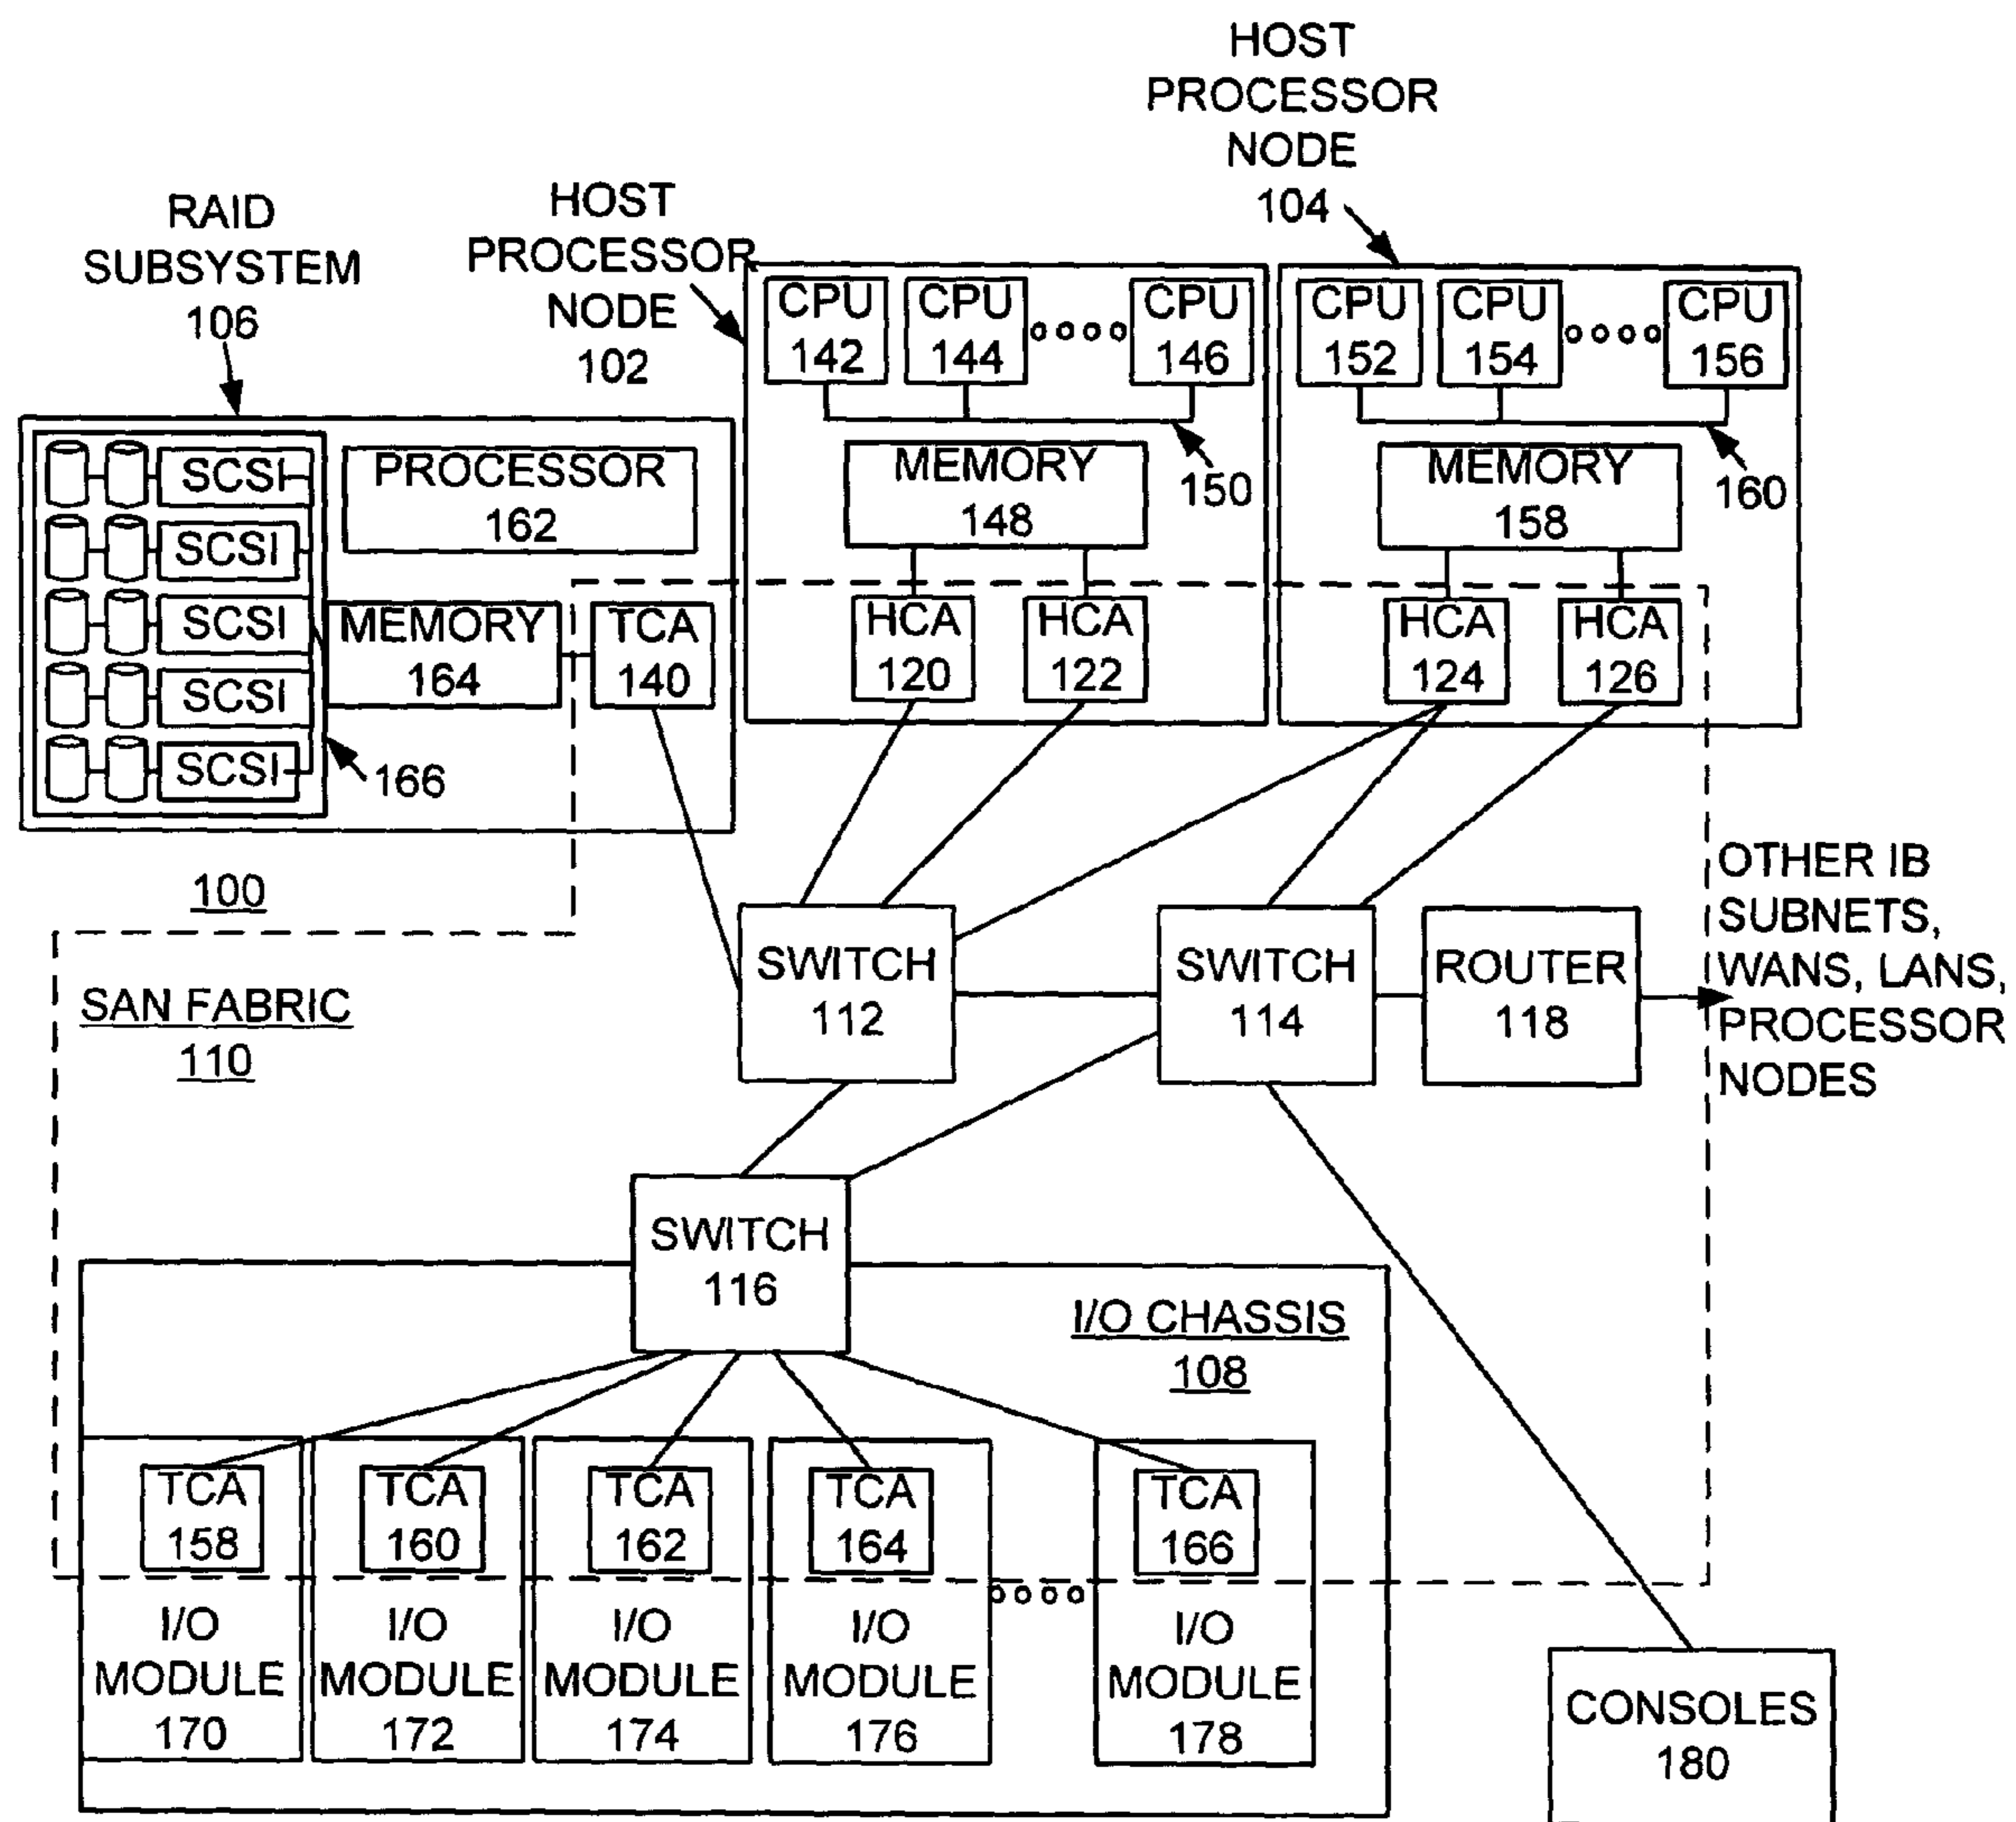 HOST
PROCESSOR
NODE
104
HOST
PROCESSOR
NODE
102
RAID
SUBSYSTEM
106
CPU
142
CPU
144
CPU
146
150
MEMORY
148
HCA
120
HCA
122
CPU
152
CPU
154
CPU
156
160
MEMORY
158
HCA
124
HCA
126
SCSI
SCSI
SCSI
SCSI
SCSI
166
PROCESSOR
162
MEMORY
164
TCA
140
100
SAN FABRIC
110
SWITCH
112
SWITCH
114
ROUTER
118
OTHER IB
SUBNETS,
WANS, LANS,
PROCESSOR
NODES
SWITCH
116
I/O CHASSIS
108
TCA
158
I/O
MODULE
170
TCA
160
I/O
MODULE
172
TCA
162
I/O
MODULE
174
TCA
164
I/O
MODULE
176
TCA
166
I/O
MODULE
178
CONSOLES
180